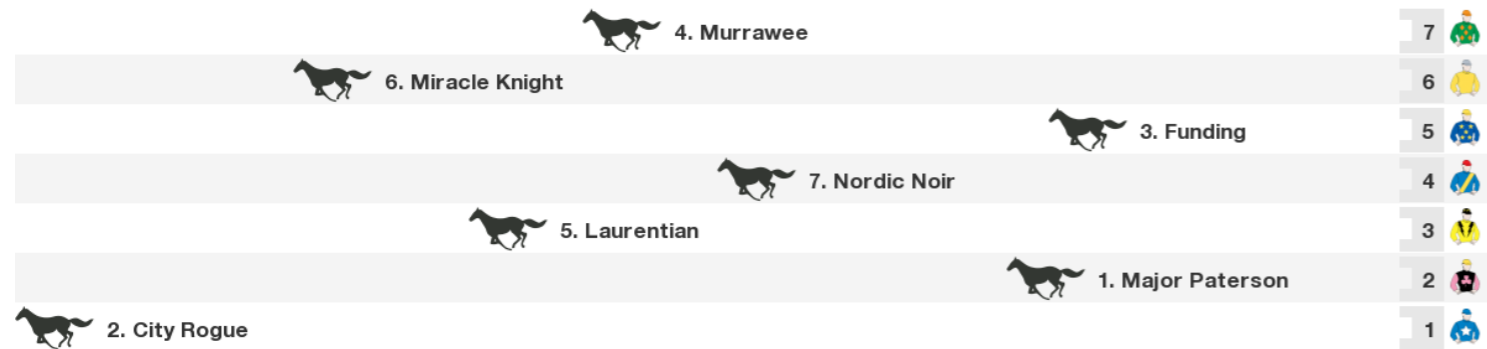 4. Murrawee 7
6. Miracle Knight 6
3. Funding 5
7. Nordic Noir 4
5. Laurentian 3
1. Major Paterson 2
2. City Rogue 1